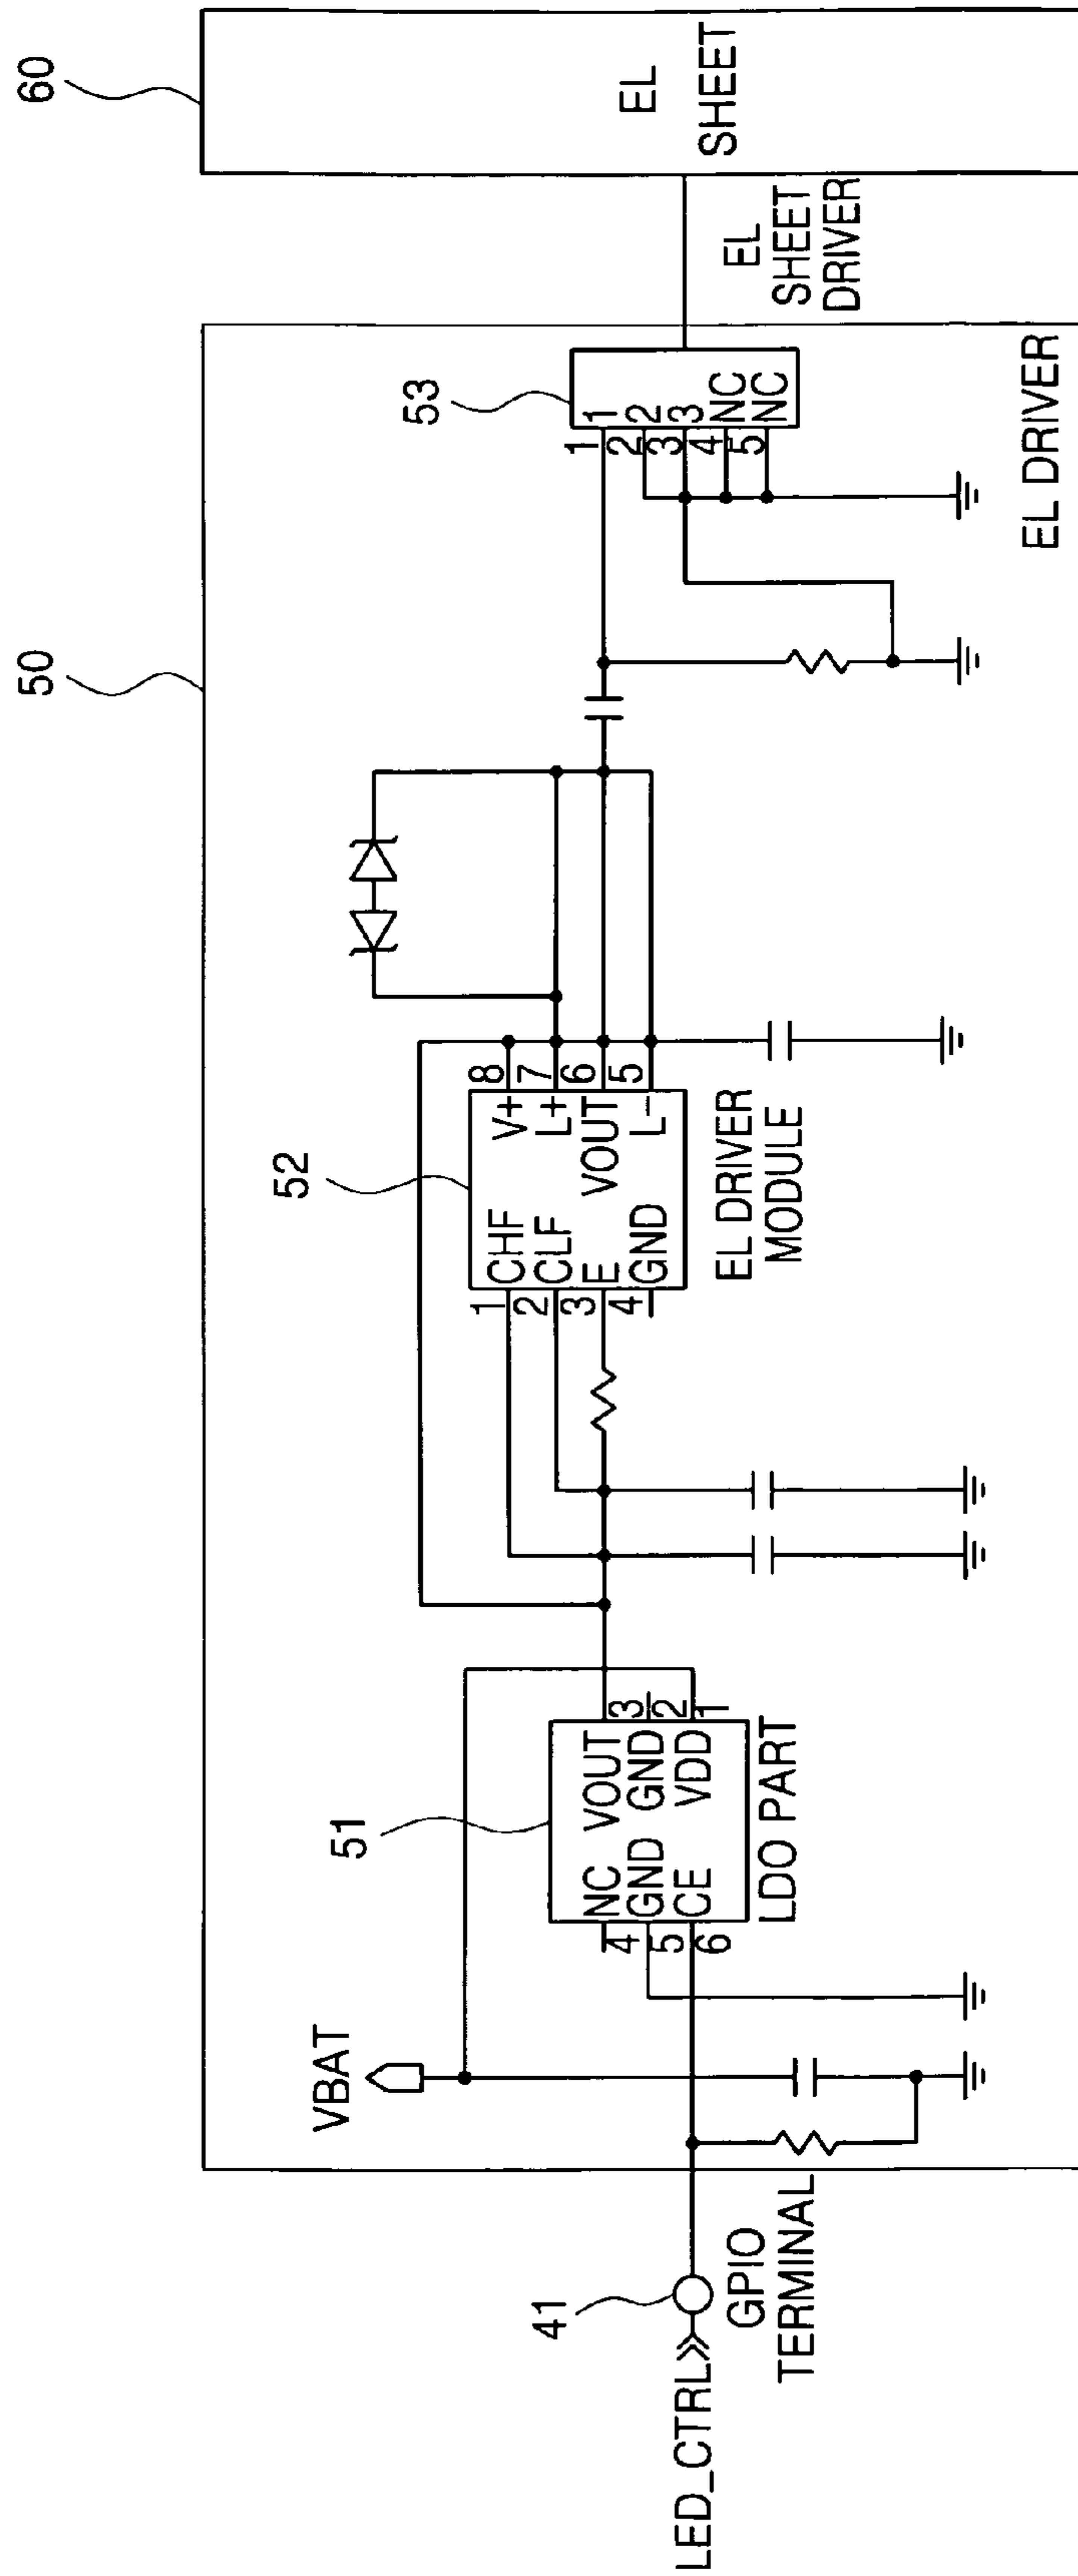 50
60
VBAT
51
52
53
NC
VOUT
4
3
GND
GND
5
2
CE
VDD
6
1
LDO PART
1
CHF
V+
8
2
CLF
L+
7
3
E
VOUT
6
4
GND
L−
5
EL DRIVER
MODULE
1
1
2
2
3
3
4
NC
5
NC
EL
SHEET
DRIVER
EL
SHEET
41
LED_CTRL
GPIO
TERMINAL
EL DRIVER